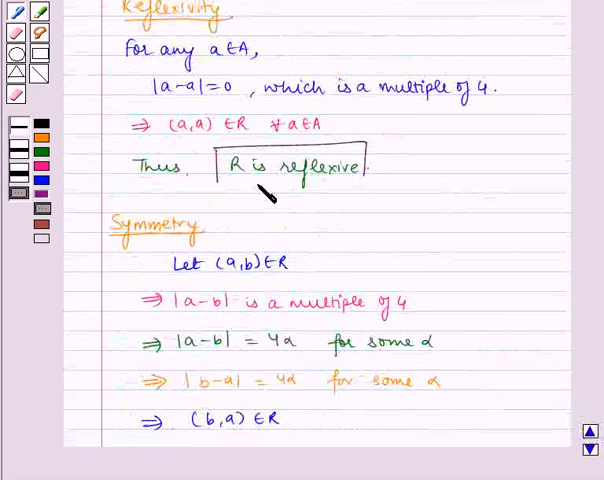 Reflexivity
For any a ∈ A,
|a-a| = 0, which is a multiple of 4.
⇒ (a,a) ∈ R ∀ a ∈ A
Thus. R is reflexive.
Symmetry
Let (a,b) ∈ R
⇒ |a-b| is a multiple of 4
⇒ |a-b| = 4α for some α
⇒ |b-a| = 4α for some α
⇒ (b,a) ∈ R